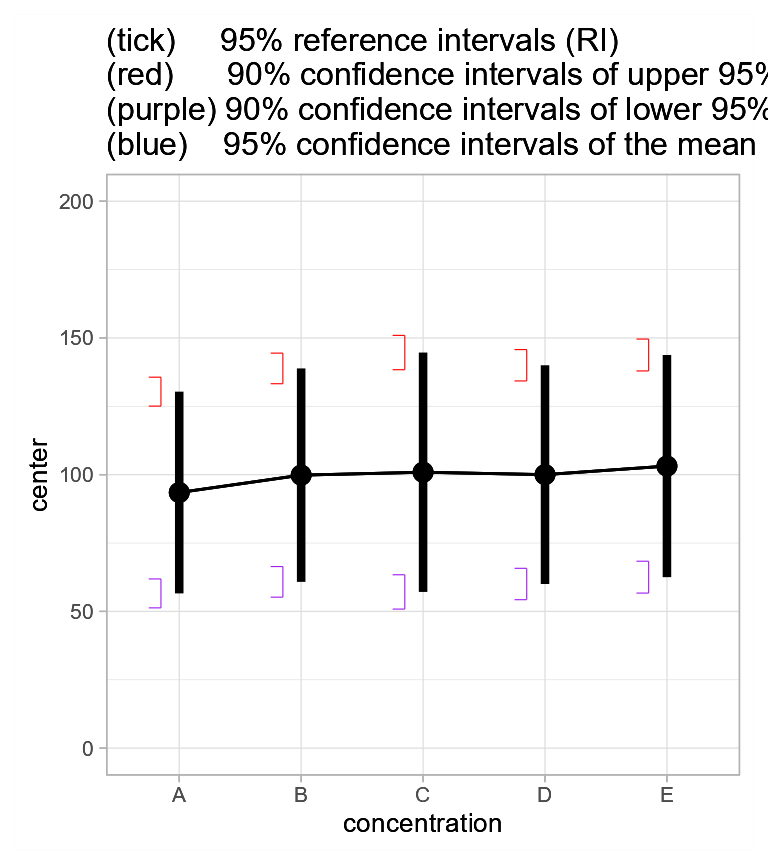 (tick) 95% reference intervals (RI)
(red) 90% confidence intervals of upper 95%
(purple) 90% confidence intervals of lower 95%
(blue) 95% confidence intervals of the mean
200
150
100
50
0
center
A B C D E
concentration